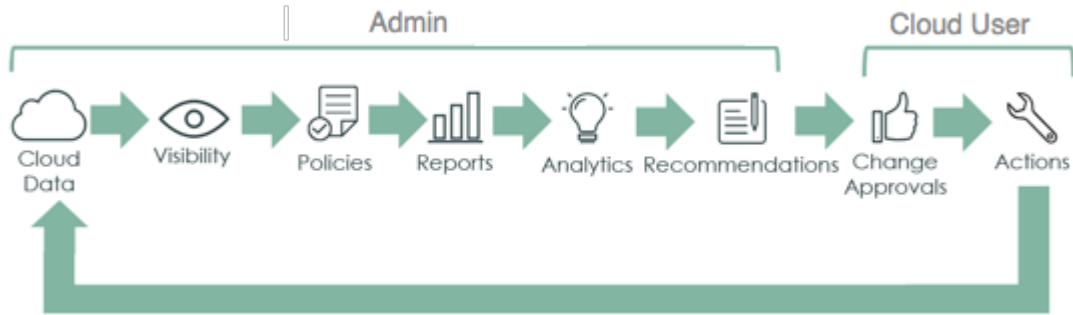 Admin
Cloud User
Cloud
Data
Visibility
Policies
Reports
Analytics
Recommendations
Change
Approvals
Actions